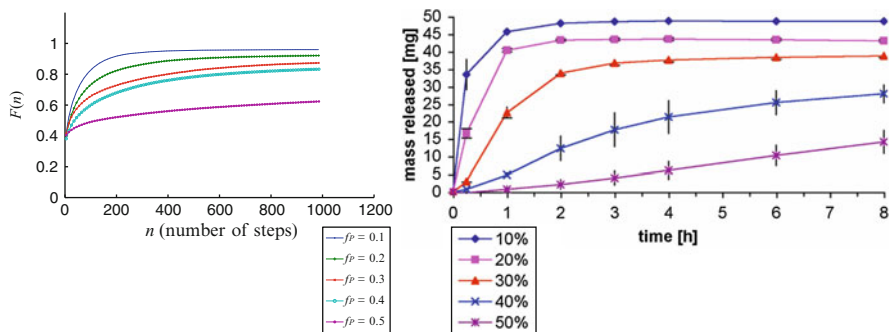 F(n)
1
0.8
0.6
0.4
0.2
0
0 200 400 600 800 1000 1200
n (number of steps)
fP = 0.1
fP = 0.2
fP = 0.3
fP = 0.4
fP = 0.5
mass released [mg]
50
45
40
35
30
25
20
15
10
5
0
0 1 2 3 4 5 6 7 8
time [h]
10%
20%
30%
40%
50%